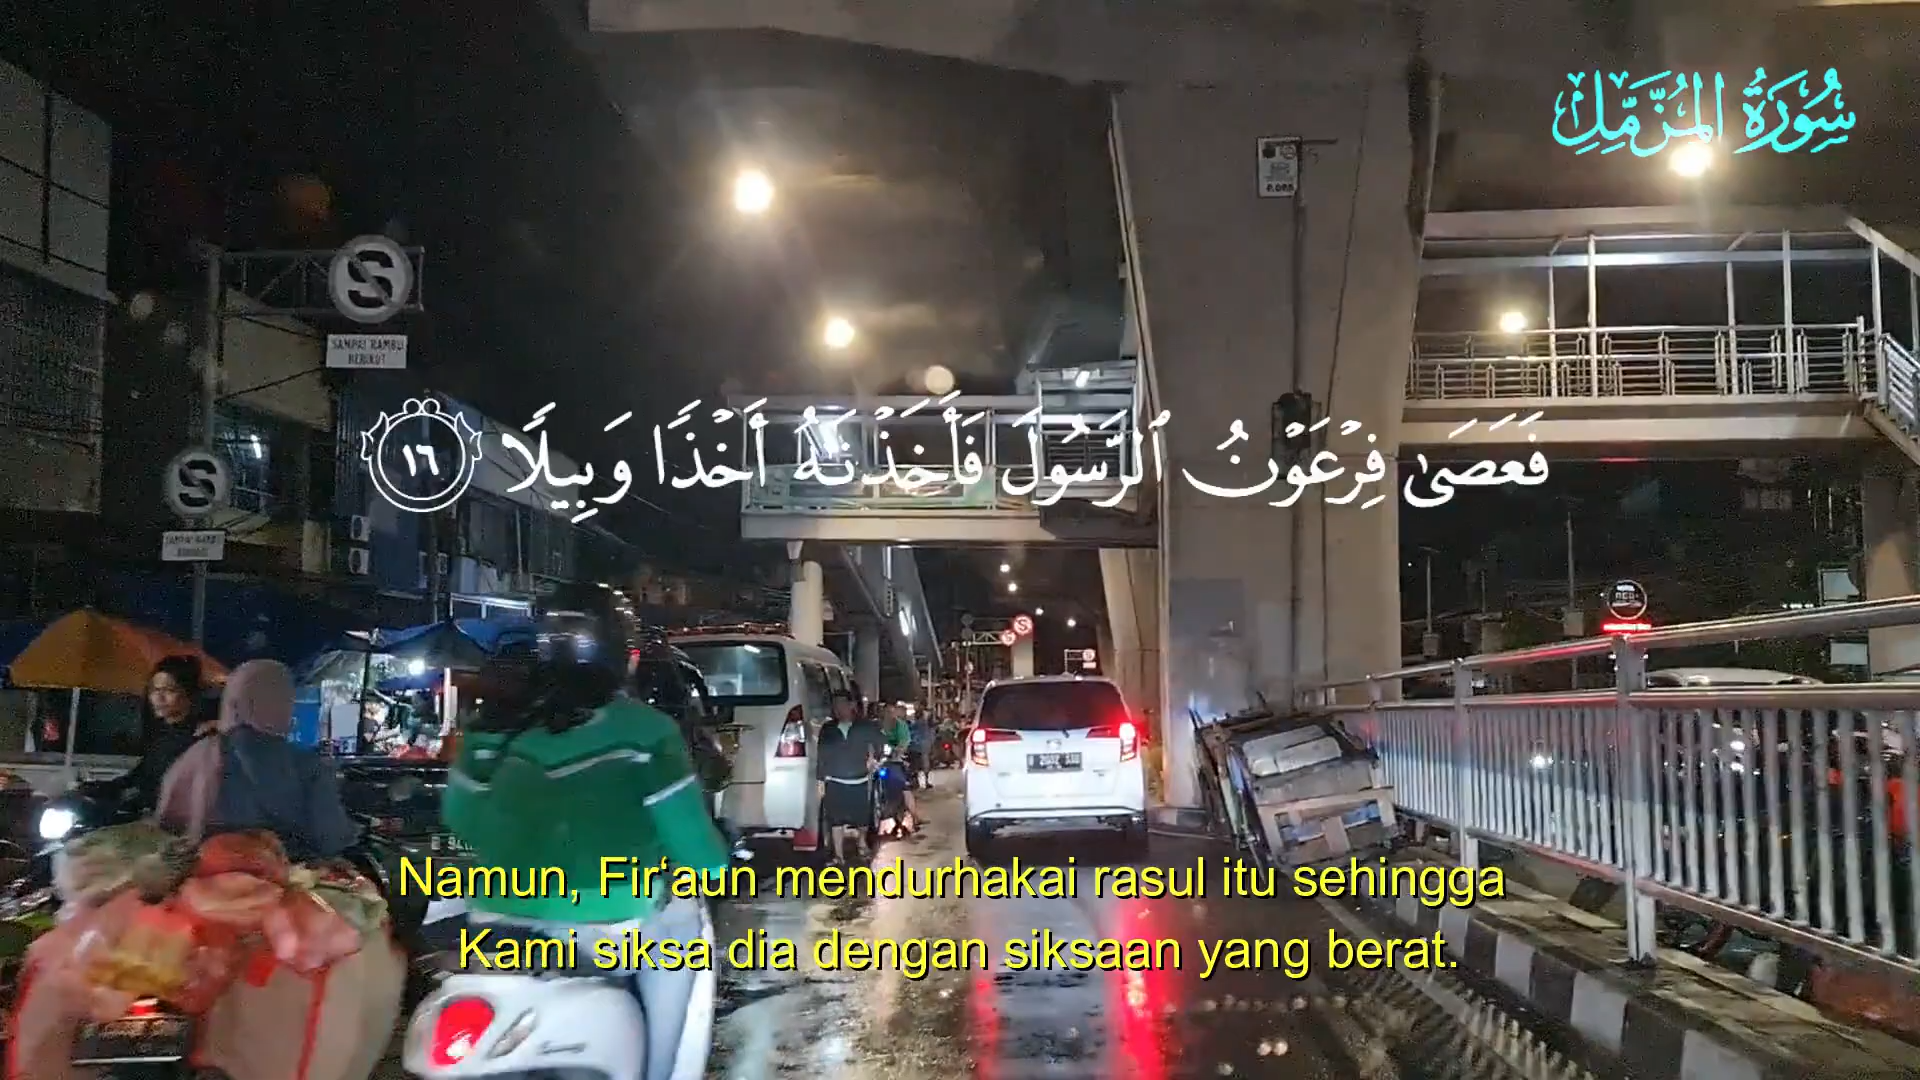 سُورَةُ المُزَّمِّلِ
SAMPAI RAMBU
BERIKUT
فَعَصَىٰ فِرْعَوْنُ ٱلرَّسُولَ فَأَخَذْنَٰهُ أَخْذًا وَبِيلًا ١٦
Namun, Fir‘aun mendurhakai rasul itu sehingga
Kami siksa dia dengan siksaan yang berat.